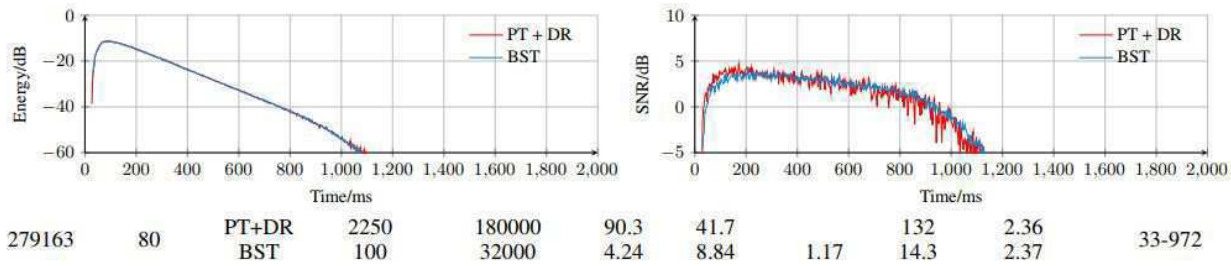 0
−20
−40
−60
Energy/dB
PT + DR
BST
0 200 400 600 800 1,000 1,200 1,400 1,600 1,800 2,000
Time/ms
10
5
0
−5
SNR/dB
PT + DR
BST
0 200 400 600 800 1,000 1,200 1,400 1,600 1,800 2,000
Time/ms
PT+DR 2250 180000 90.3 41.7 132 2.36
279163 80 33-972
BST 100 32000 4.24 8.84 1.17 14.3 2.37